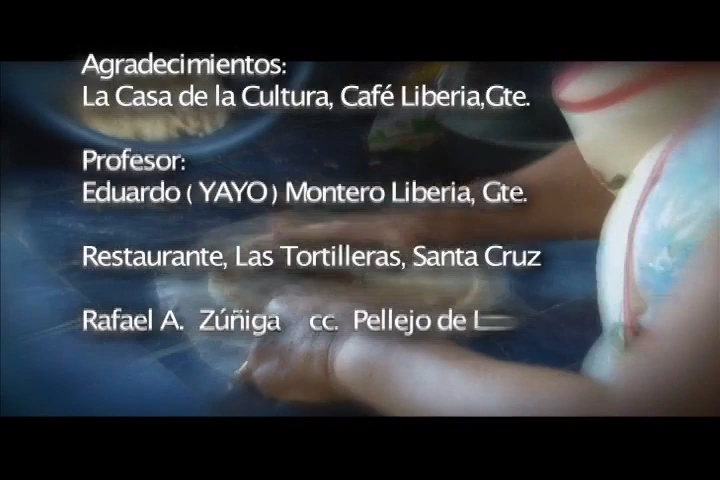 Agradecimientos:
La Casa de la Cultura, Café Liberia,Gte.
Profesor:
Eduardo ( YAYO ) Montero Liberia, Gte.
Restaurante, Las Tortilleras, Santa Cruz
Rafael A. Zúñiga cc. Pellejo de